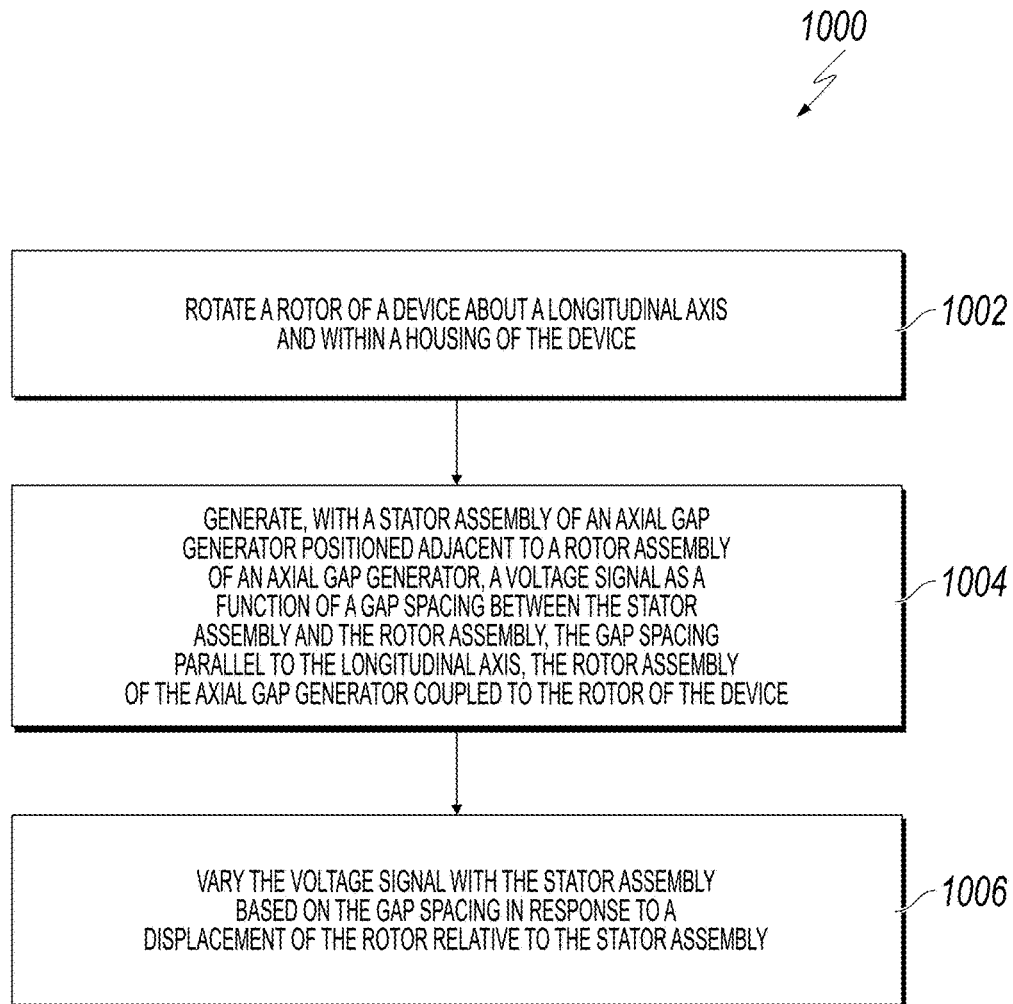 1000
ROTATE A ROTOR OF A DEVICE ABOUT A LONGITUDINAL AXIS
AND WITHIN A HOUSING OF THE DEVICE
1002
GENERATE, WITH A STATOR ASSEMBLY OF AN AXIAL GAP
GENERATOR POSITIONED ADJACENT TO A ROTOR ASSEMBLY
OF AN AXIAL GAP GENERATOR, A VOLTAGE SIGNAL AS A
FUNCTION OF A GAP SPACING BETWEEN THE STATOR
ASSEMBLY AND THE ROTOR ASSEMBLY, THE GAP SPACING
PARALLEL TO THE LONGITUDINAL AXIS, THE ROTOR ASSEMBLY
OF THE AXIAL GAP GENERATOR COUPLED TO THE ROTOR OF THE DEVICE
1004
VARY THE VOLTAGE SIGNAL WITH THE STATOR ASSEMBLY
BASED ON THE GAP SPACING IN RESPONSE TO A
DISPLACEMENT OF THE ROTOR RELATIVE TO THE STATOR ASSEMBLY
1006